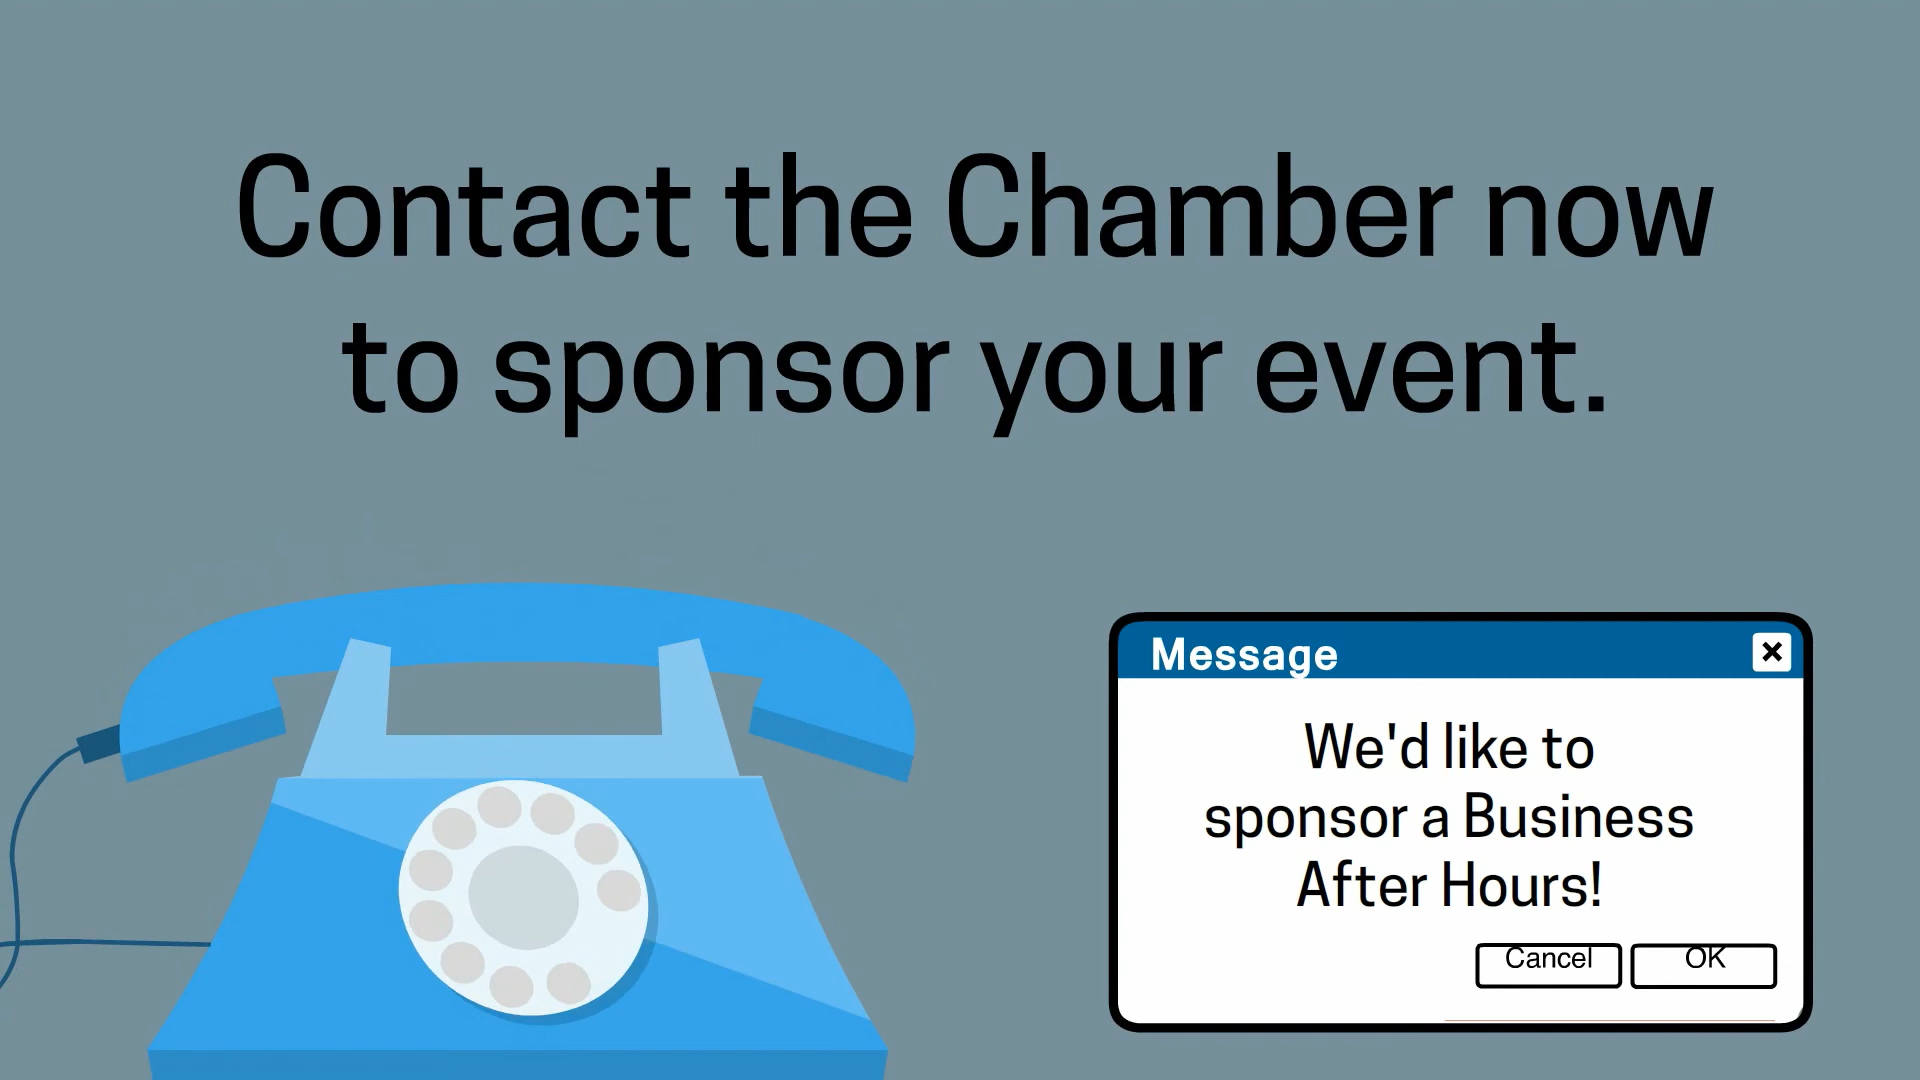 Contact the Chamber now
to sponsor your event.
Message
We'd like to
sponsor a Business
After Hours!
Cancel OK